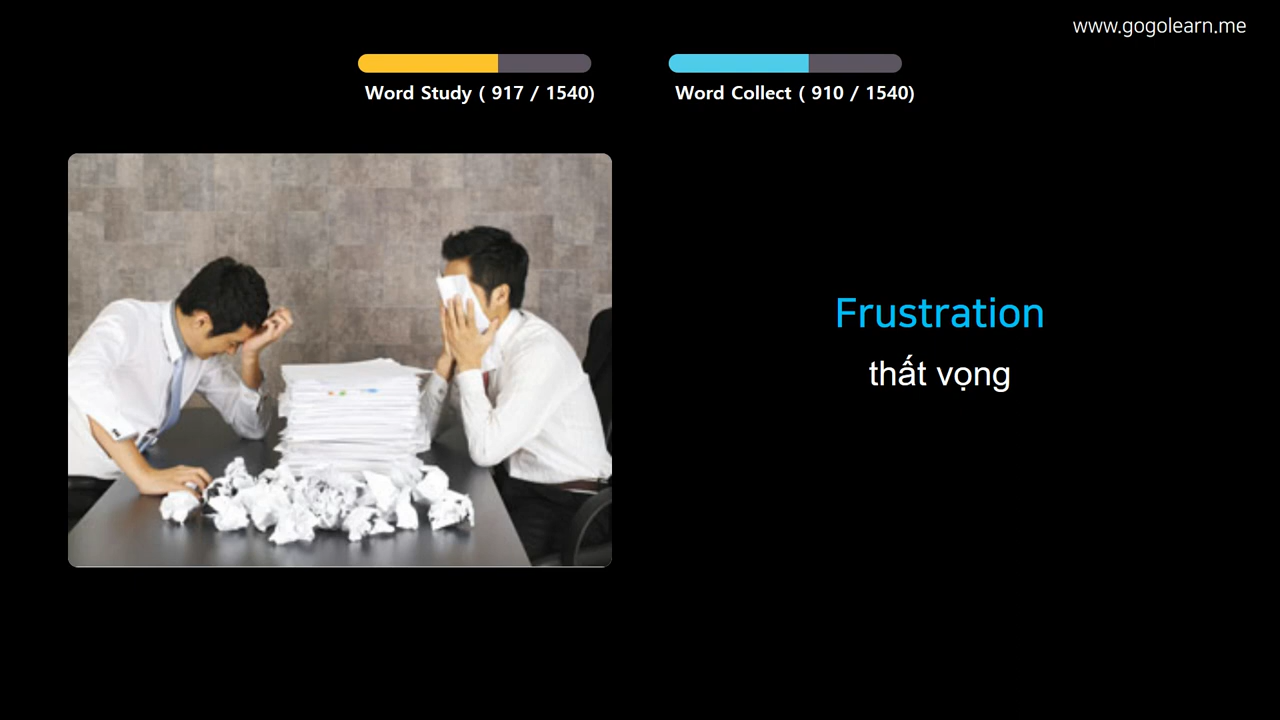 www.gogolearn.me
Word Study ( 917 / 1540)
Word Collect ( 910 / 1540)
Frustration
thất vọng